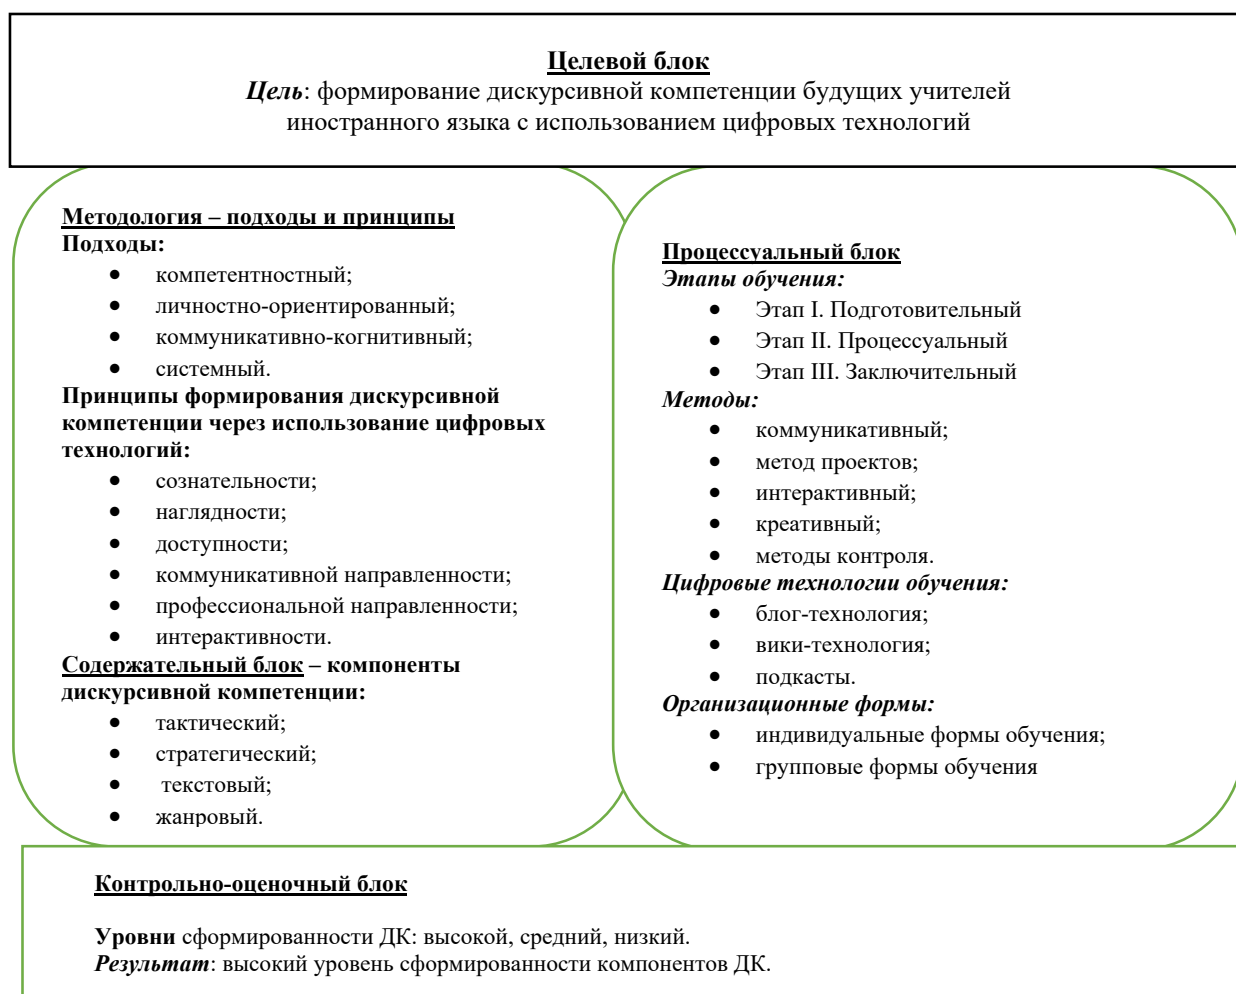 Целевой блок
Цель: формирование дискурсивной компетенции будущих учителей
иностранного языка с использованием цифровых технологий
Методология – подходы и принципы
Подходы:
• компетентностный;
• личностно-ориентированный;
• коммуникативно-когнитивный;
• системный.
Принципы формирования дискурсивной
компетенции через использование цифровых
технологий:
• сознательности;
• наглядности;
• доступности;
• коммуникативной направленности;
• профессиональной направленности;
• интерактивности.
Содержательный блок – компоненты
дискурсивной компетенции:
• тактический;
• стратегический;
• текстовый;
• жанровый.
Процессуальный блок
Этапы обучения:
• Этап I. Подготовительный
• Этап II. Процессуальный
• Этап III. Заключительный
Методы:
• коммуникативный;
• метод проектов;
• интерактивный;
• креативный;
• методы контроля.
Цифровые технологии обучения:
• блог-технология;
• вики-технология;
• подкасты.
Организационные формы:
• индивидуальные формы обучения;
• групповые формы обучения
Контрольно-оценочный блок
Уровни сформированности ДК: высокой, средний, низкий.
Результат: высокий уровень сформированности компонентов ДК.